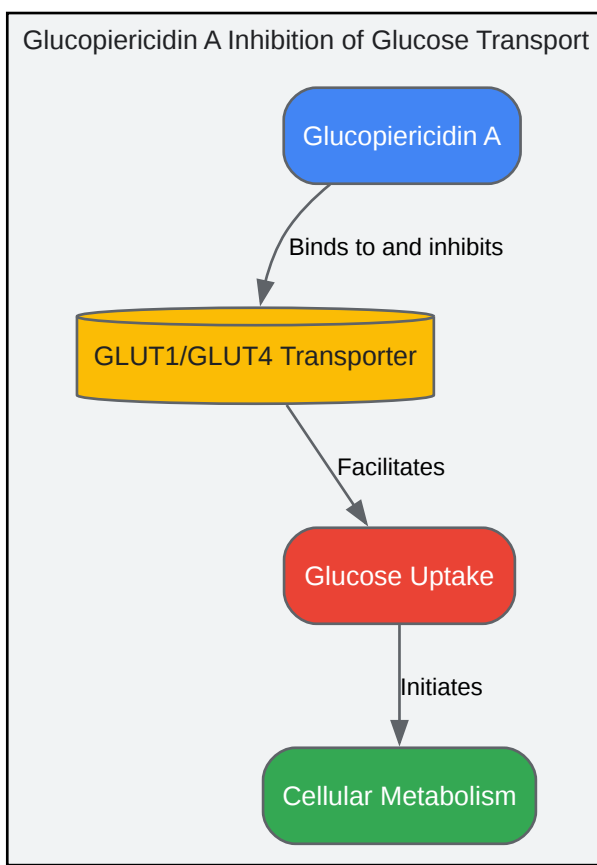 Glucopiericidin A Inhibition of Glucose Transport
Glucopiericidin A
Binds to and inhibits
GLUT1/GLUT4 Transporter
Facilitates
Glucose Uptake
Initiates
Cellular Metabolism